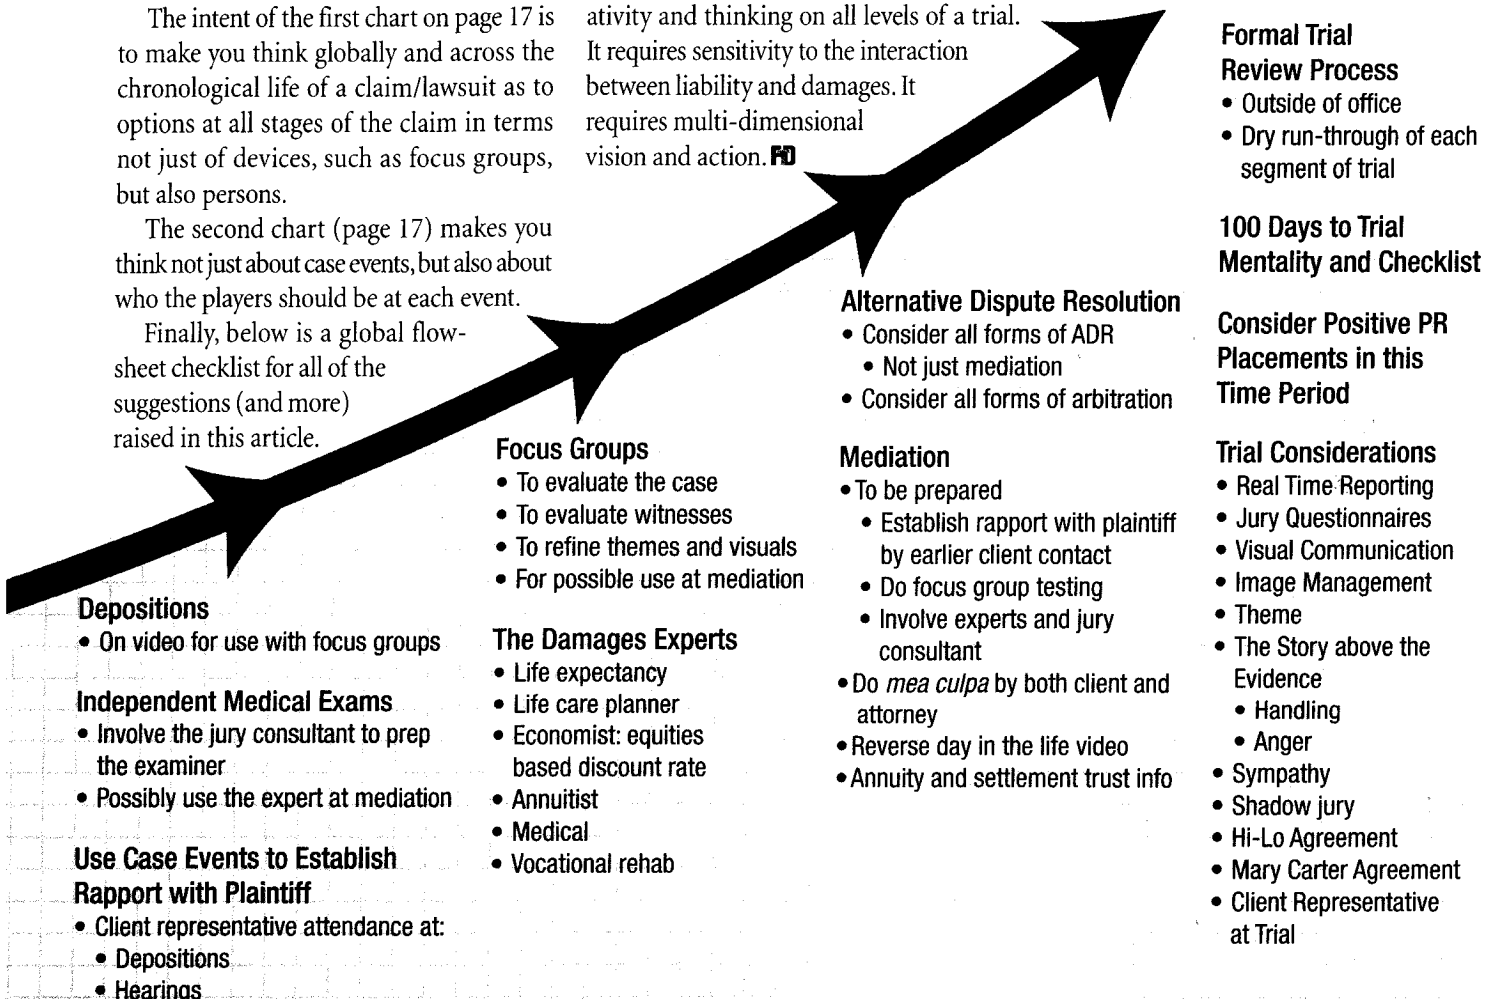 The intent of the first chart on page 17 is
to make you think globally and across the
chronological life of a claim/lawsuit as to
options at all stages of the claim in terms
not just of devices, such as focus groups,
but also persons.
The second chart (page 17) makes you
think not just about case events, but also about
who the players should be at each event.
Finally, below is a global flow-
sheet checklist for all of the
suggestions (and more)
raised in this article.
ativity and thinking on all levels of a trial.
It requires sensitivity to the interaction
between liability and damages. It
requires multi-dimensional
vision and action. FD
Depositions
• On video for use with focus groups
Independent Medical Exams
• Involve the jury consultant to prep
the examiner
• Possibly use the expert at mediation
Use Case Events to Establish
Rapport with Plaintiff
• Client representative attendance at:
• Depositions
• Hearings
Focus Groups
• To evaluate the case
• To evaluate witnesses
• To refine themes and visuals
• For possible use at mediation
The Damages Experts
• Life expectancy
• Life care planner
• Economist: equities
based discount rate
• Annuitist
• Medical
• Vocational rehab
Alternative Dispute Resolution
• Consider all forms of ADR
• Not just mediation
• Consider all forms of arbitration
Mediation
• To be prepared
• Establish rapport with plaintiff
by earlier client contact
• Do focus group testing
• Involve experts and jury
consultant
• Do mea culpa by both client and
attorney
• Reverse day in the life video
• Annuity and settlement trust info
Formal Trial
Review Process
• Outside of office
• Dry run-through of each
segment of trial
100 Days to Trial
Mentality and Checklist
Consider Positive PR
Placements in this
Time Period
Trial Considerations
• Real Time Reporting
• Jury Questionnaires
• Visual Communication
• Image Management
• Theme
• The Story above the
Evidence
• Handling
• Anger
• Sympathy
• Shadow jury
• Hi-Lo Agreement
• Mary Carter Agreement
• Client Representative
at Trial